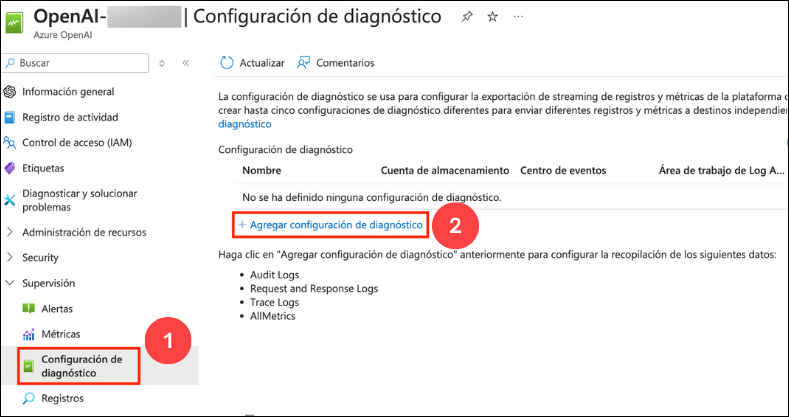 OpenAI- | Configuración de diagnóstico
Azure OpenAI
Buscar
Actualizar
Comentarios
Información general
Registro de actividad
Control de acceso (IAM)
Etiquetas
Diagnosticar y solucionar
problemas
Administración de recursos
Security
Supervisión
Alertas
Métricas
1
Configuración de
diagnóstico
Registros
La configuración de diagnóstico se usa para configurar la exportación de streaming de registros y métricas de la plataforma
crear hasta cinco configuraciones de diagnóstico diferentes para enviar diferentes registros y métricas a destinos
diagnóstico
Configuración de diagnóstico
Nombre Cuenta de almacenamiento Centro de eventos Área de trabajo de Log A...
No se ha definido ninguna configuración de diagnóstico.
+ Agregar configuración de diagnóstico
2
Haga clic en "Agregar configuración de diagnóstico" anteriormente para configurar la recopilación de los siguientes datos:
• Audit Logs
• Request and Response Logs
• Trace Logs
• AllMetrics